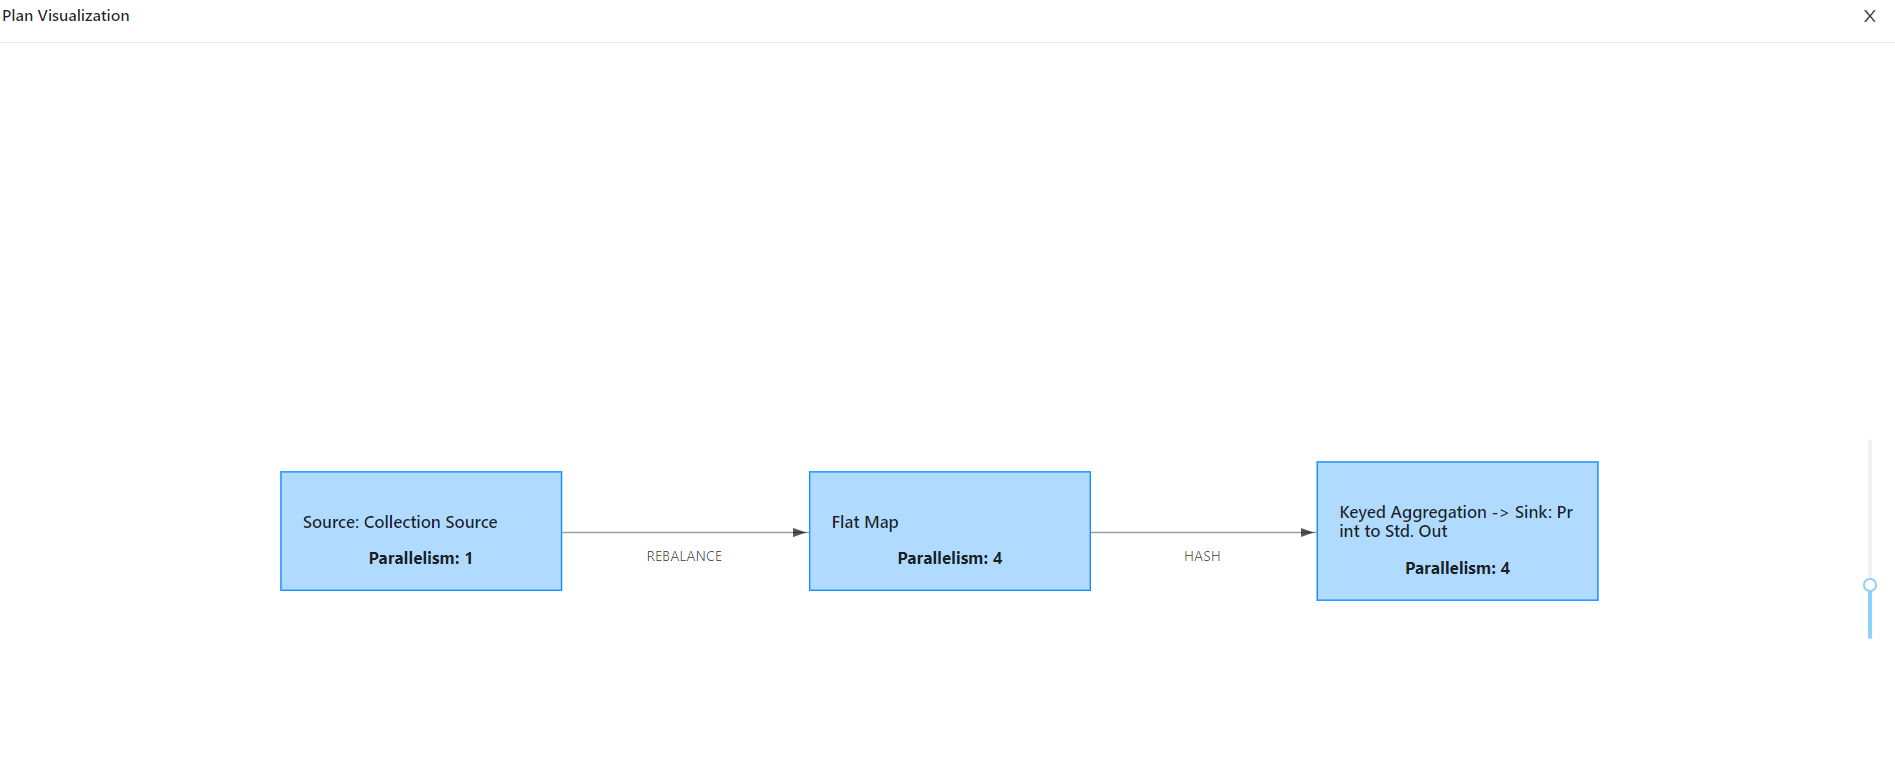 Plan Visualization
X
Source: Collection Source
Parallelism: 1
REBALANCE
Flat Map
Parallelism: 4
HASH
Keyed Aggregation -> Sink: Pr
int to Std. Out
Parallelism: 4